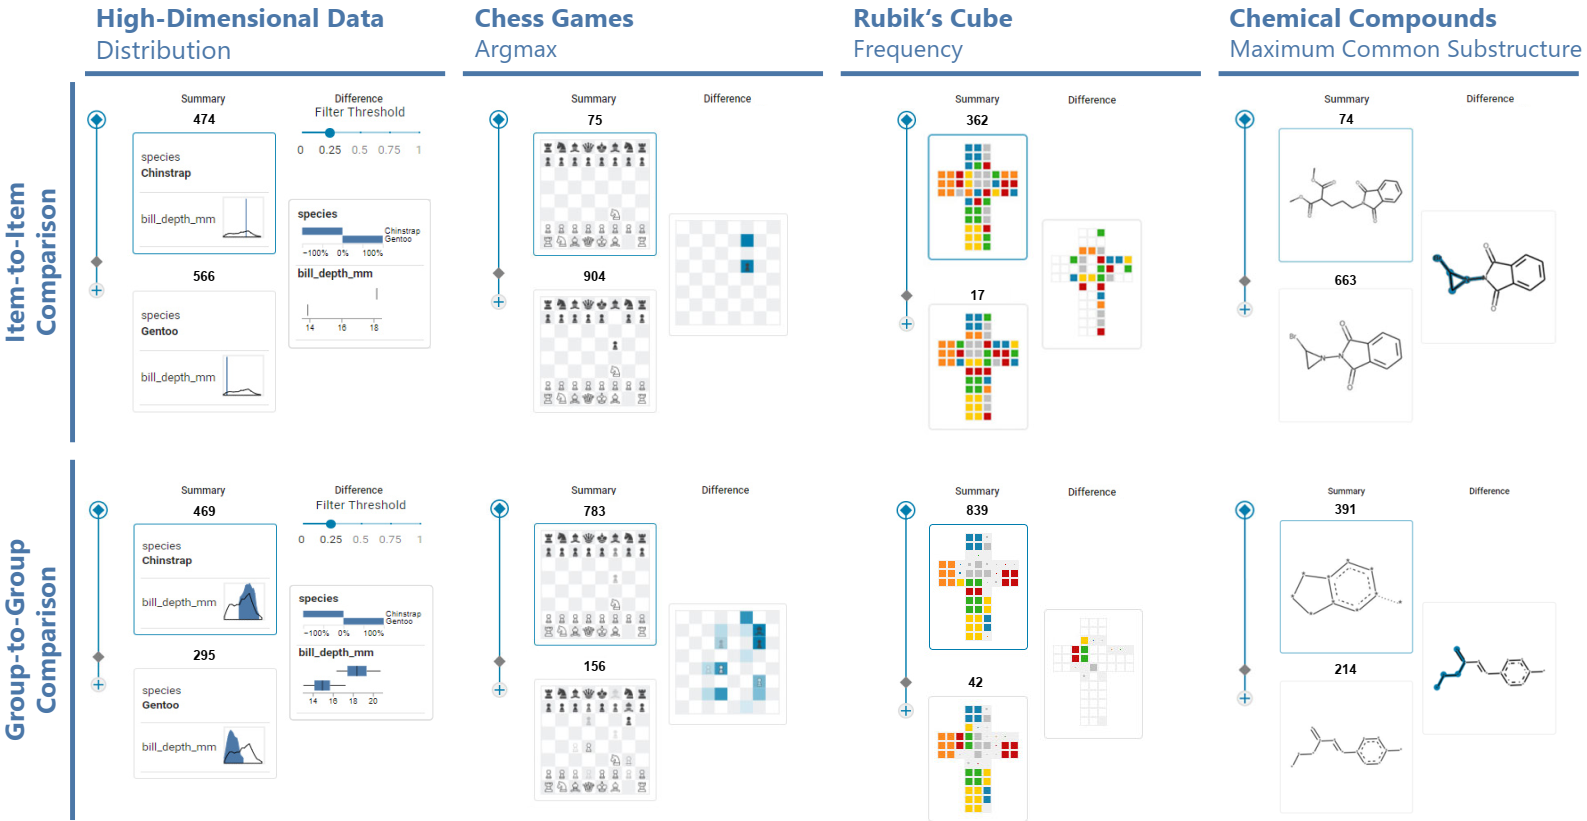 High-Dimensional Data
Distribution
Chess Games
Argmax
Rubik‘s Cube
Frequency
Chemical Compounds
Maximum Common Substructure
Item-to-Item
Comparison
Summary
474
species
Chinstrap
bill_depth_mm
566
species
Gentoo
bill_depth_mm
Difference
Filter Threshold
0 0.25 0.5 0.75 1
species
Chinstrap
Gentoo
−100% 0% 100%
bill_depth_mm
14 16 18
Summary
75
904
Difference
Summary
362
17
Difference
Summary
74
663
Br
N
N
O
O
Difference
N
O
O
Group-to-Group
Comparison
Summary
469
species
Chinstrap
bill_depth_mm
295
species
Gentoo
bill_depth_mm
Difference
Filter Threshold
0 0.25 0.5 0.75 1
species
Chinstrap
Gentoo
−100% 0% 100%
bill_depth_mm
14 16 18 20
Summary
783
156
Difference
Summary
839
42
Difference
Summary
391
214
Difference